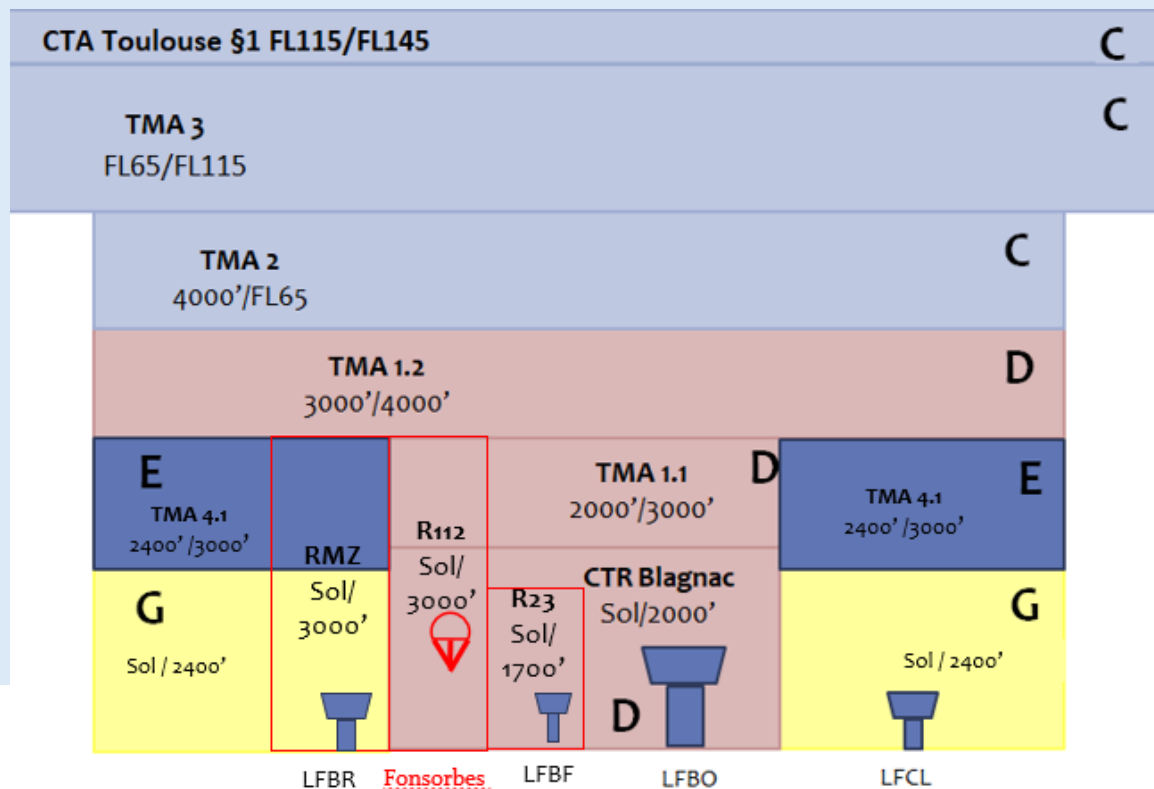 CTA Toulouse §1 FL115/FL145
C
TMA 3
FL65/FL115
C
TMA 2
4000’/FL65
C
TMA 1.2
3000’/4000’
D
E
TMA 4.1
2400’ /3000’
RMZ
Sol/
3000’
R112
Sol/
3000’
TMA 1.1
2000’/3000’
D
TMA 4.1
2400’ /3000’
E
G
Sol / 2400’
R23
Sol/
1700’
CTR Blagnac
Sol/2000’
D
G
Sol / 2400’
LFBR
Fonsorbes
LFBF
LFBO
LFCL